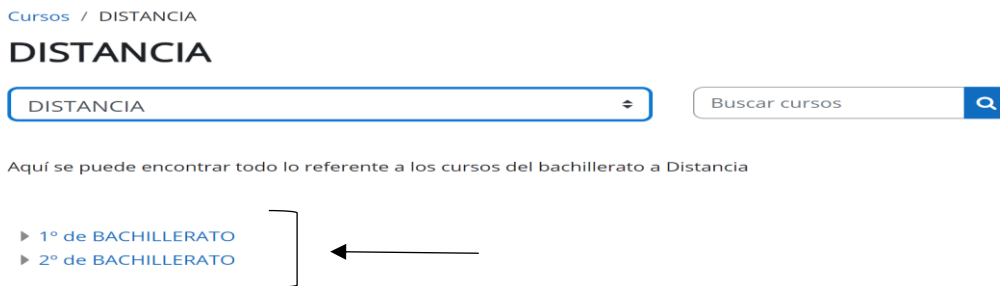 Cursos / DISTANCIA
DISTANCIA
DISTANCIA
Buscar cursos
Aquí se puede encontrar todo lo referente a los cursos del bachillerato a Distancia
1º de BACHILLERATO
2º de BACHILLERATO